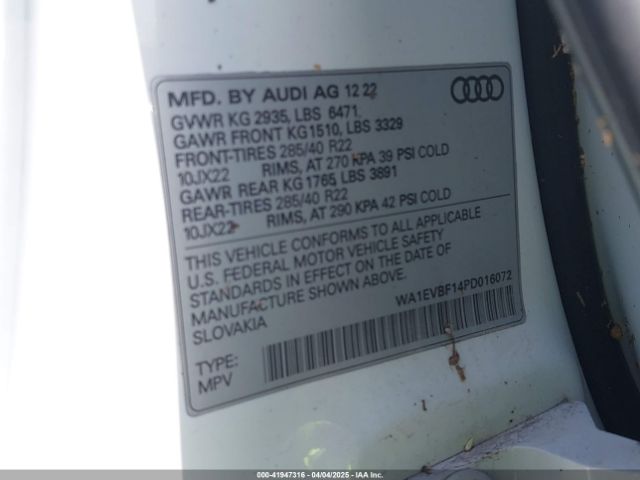 MFD. BY AUDI AG 12 22
GVWR KG 2935, LBS 6471
GAWR FRONT KG1510, LBS 3329
FRONT-TIRES 285/40 R22
10JX22 RIMS, AT 270 KPA 39 PSI COLD
GAWR REAR KG 1765, LBS 3891
REAR-TIRES 285/40 R22
10JX22 RIMS, AT 290 KPA 42 PSI COLD
THIS VEHICLE CONFORMS TO ALL APPLICABLE
U.S. FEDERAL MOTOR VEHICLE SAFETY
STANDARDS IN EFFECT ON THE DATE OF
MANUFACTURE SHOWN ABOVE.
SLOVAKIA
WA1EVBF14PD016072
TYPE:
MPV
000-41947316 - 04/04/2025 - IAA Inc.